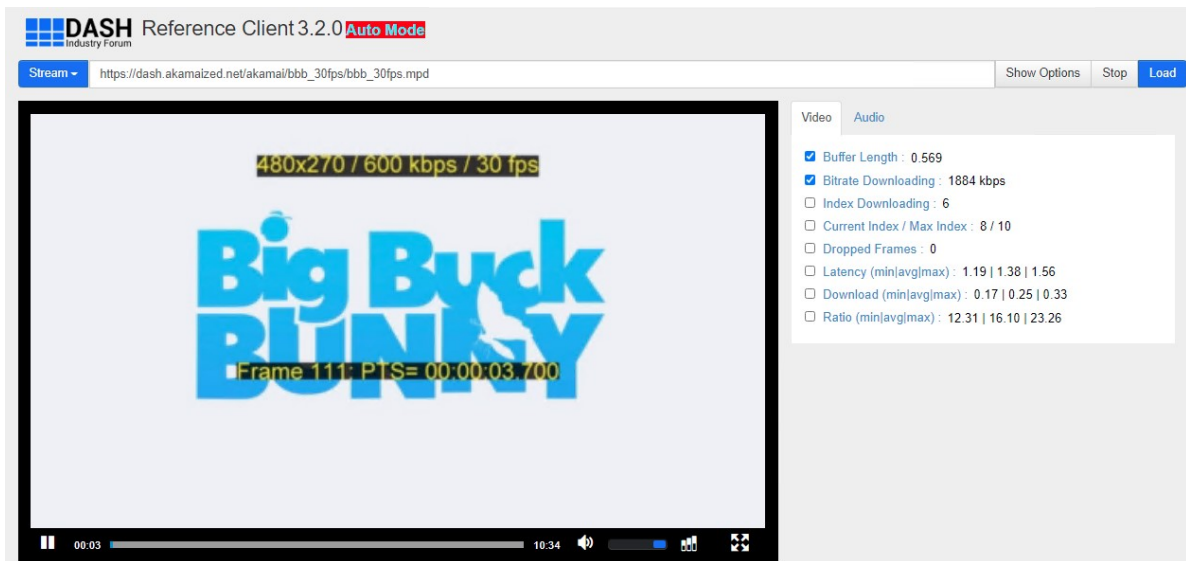 DASH
Industry Forum
Reference Client 3.2.0 Auto Mode
Stream https://dash.akamaized.net/akamai/bbb_30fps/bbb_30fps.mpd Show Options Stop Load
480x270 / 600 kbps / 30 fps
Big Buck
BUNNY
Frame 111: PTS= 00:00:03.700
00:03 10:34
Video Audio
Buffer Length : 0.569
Bitrate Downloading : 1884 kbps
Index Downloading : 6
Current Index / Max Index : 8 / 10
Dropped Frames : 0
Latency (min|avg|max) : 1.19 | 1.38 | 1.56
Download (min|avg|max) : 0.17 | 0.25 | 0.33
Ratio (min|avg|max) : 12.31 | 16.10 | 23.26